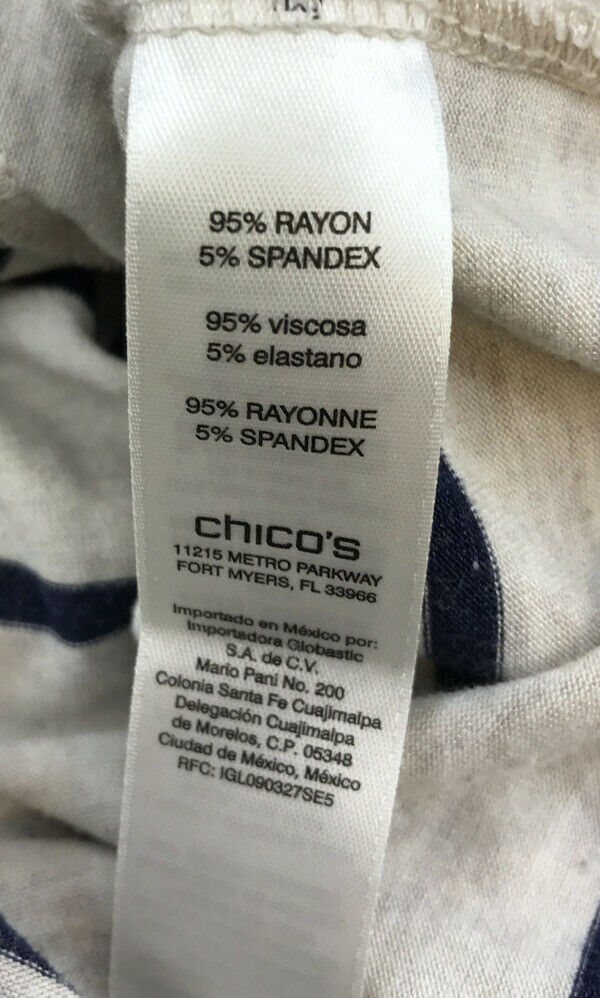 95% RAYON
5% SPANDEX
95% viscosa
5% elastano
95% RAYONNE
5% SPANDEX
chico's
11215 METRO PARKWAY
FORT MYERS, FL 33966
Importado en México por:
Importadora Globastic
S.A. de C.V.
Mario Pani No. 200
Colonia Santa Fe Cuajimalpa
Delegación Cuajimalpa
de Morelos, C.P. 05348
Ciudad de México, México
RFC: IGL090327SE5